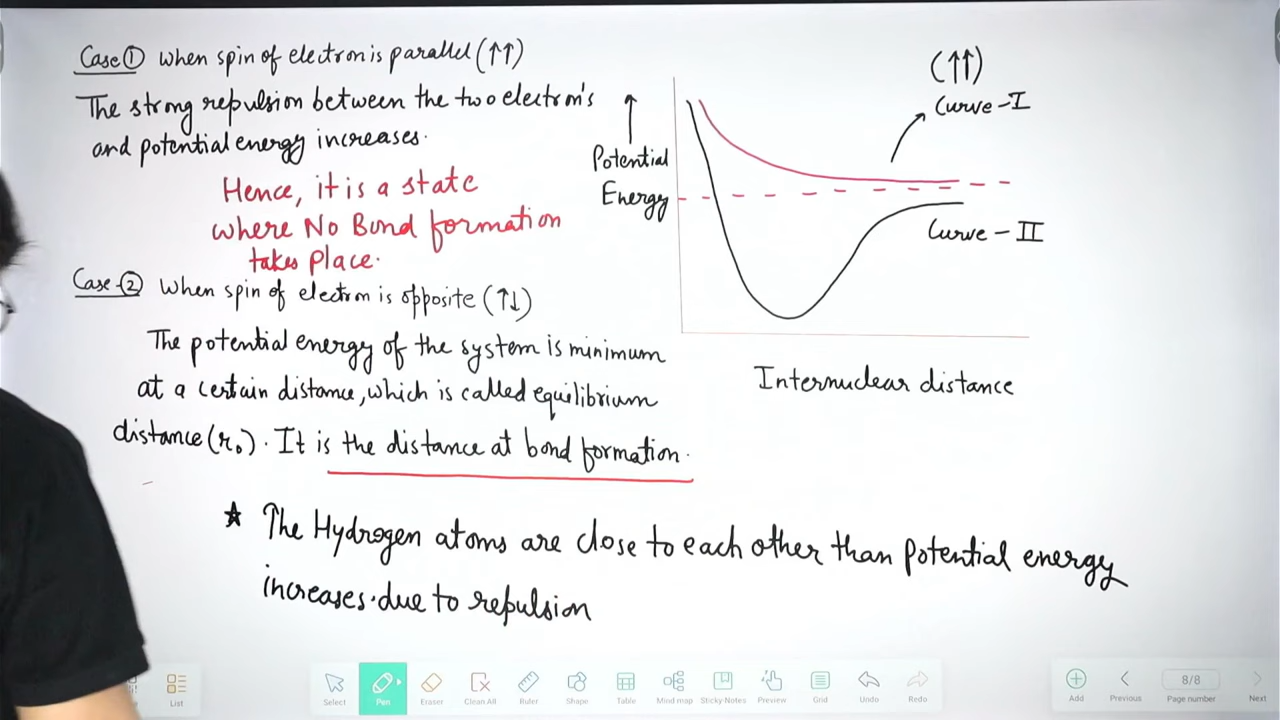 Case① when spin of electron is parallel (↑↑)
The strong repulsion between the two electron's
and potential energy increases.
Hence, it is a state
where No Bond formation
takes Place.
Case-② when spin of electron is opposite (↑↓)
The potential energy of the system is minimum
at a certain distance, which is called equilibrium
distance (r₀). It is the distance at bond formation.
★ The Hydrogen atoms are close to each other than Potential energy
increases. due to repulsion
(↑↑)
Curve-I
Potential
Energy
Curve-II
Internuclear distance
List
Select
Pen
Eraser
Clean All
Ruler
Shape
Table
Mind map
Sticky Notes
Preview
Grid
Undo
Redo
Add
Previous
8/8
Page number
Next